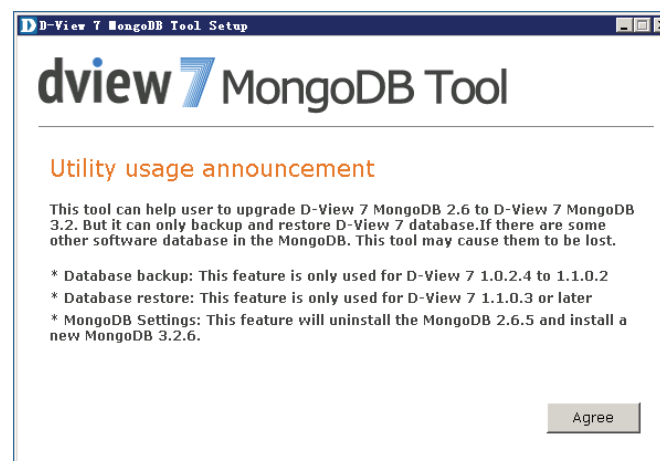 D-View 7 MongoDB Tool Setup
dview 7 MongoDB Tool
Utility usage announcement
This tool can help user to upgrade D-View 7 MongoDB 2.6 to D-View 7 MongoDB
3.2. But it can only backup and restore D-View 7 database.If there are some
other software database in the MongoDB. This tool may cause them to be lost.
* Database backup: This feature is only used for D-View 7 1.0.2.4 to 1.1.0.2
* Database restore: This feature is only used for D-View 7 1.1.0.3 or later
* MongoDB Settings: This feature will uninstall the MongoDB 2.6.5 and install a
new MongoDB 3.2.6.
Agree